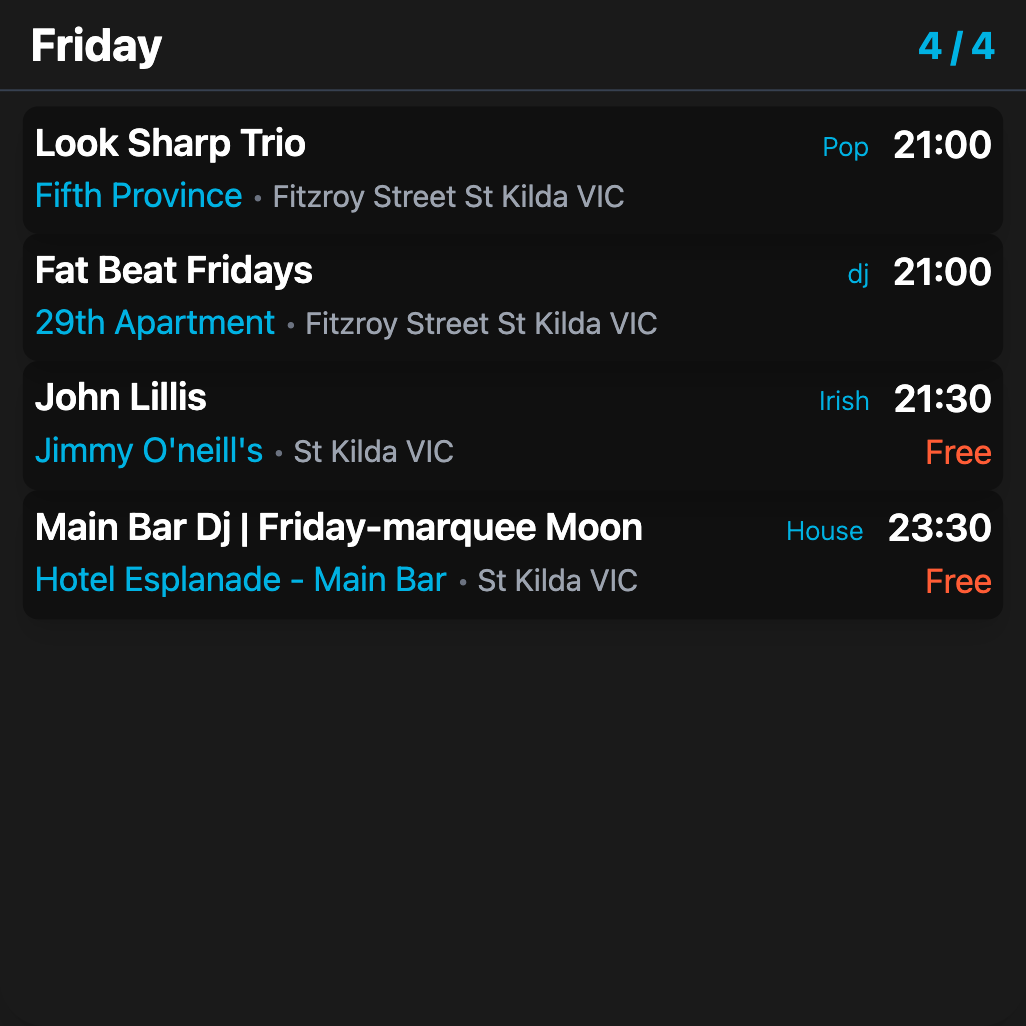 Friday 4 / 4
Look Sharp Trio Pop 21:00
Fifth Province • Fitzroy Street St Kilda VIC
Fat Beat Fridays dj 21:00
29th Apartment • Fitzroy Street St Kilda VIC
John Lillis Irish 21:30
Jimmy O'neill's • St Kilda VIC Free
Main Bar Dj | Friday-marquee Moon House 23:30
Hotel Esplanade - Main Bar • St Kilda VIC Free